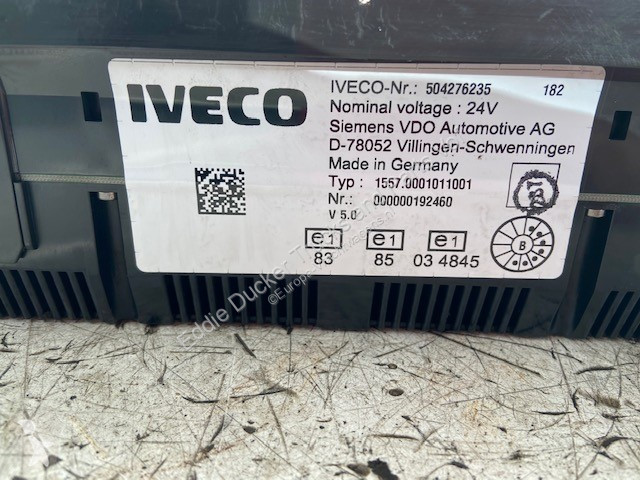 IVECO
IVECO-Nr.: 504276235 182
Nominal voltage : 24V
Siemens VDO Automotive AG
D-78052 Villingen-Schwenningen
Made in Germany
Typ : 1557.0001011001
Nr.: 000000192460
V 5.0
e1 e1 e1
83 85 03 4845
B
Eddie Ducker